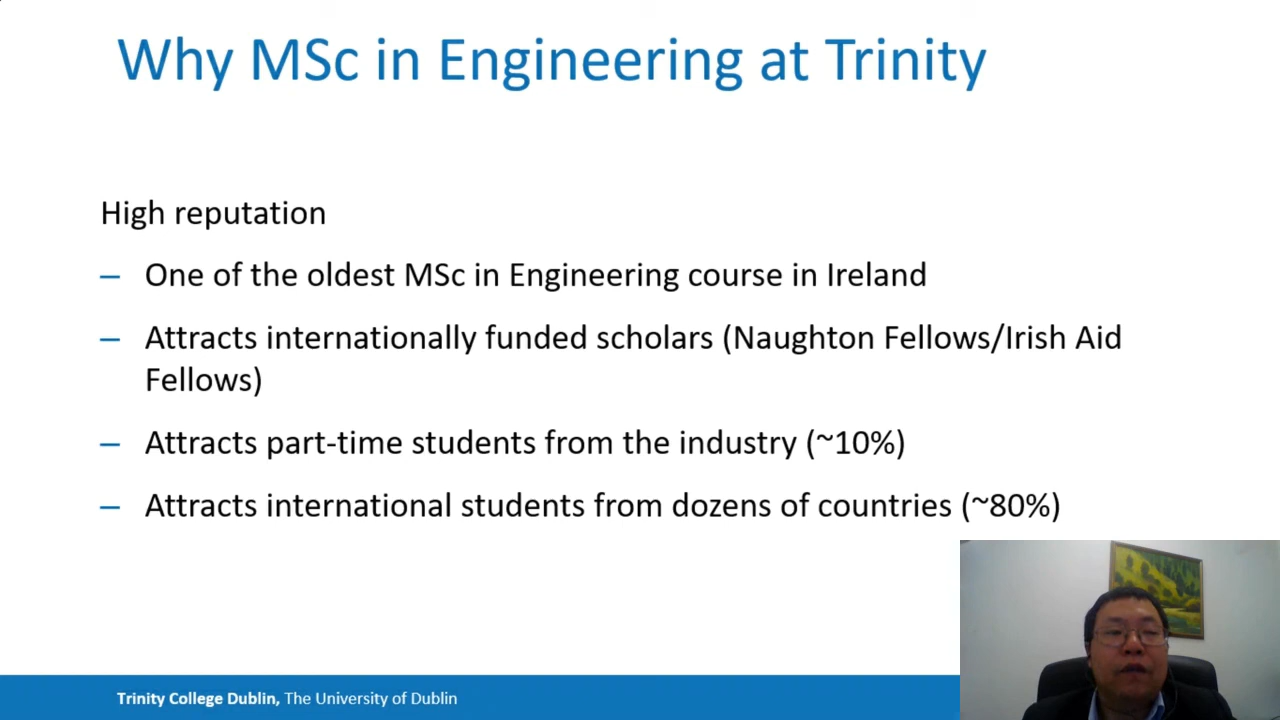 Why MSc in Engineering at Trinity
High reputation
– One of the oldest MSc in Engineering course in Ireland
– Attracts internationally funded scholars (Naughton Fellows/Irish Aid
Fellows)
– Attracts part-time students from the industry (~10%)
– Attracts international students from dozens of countries (~80%)
Trinity College Dublin, The University of Dublin